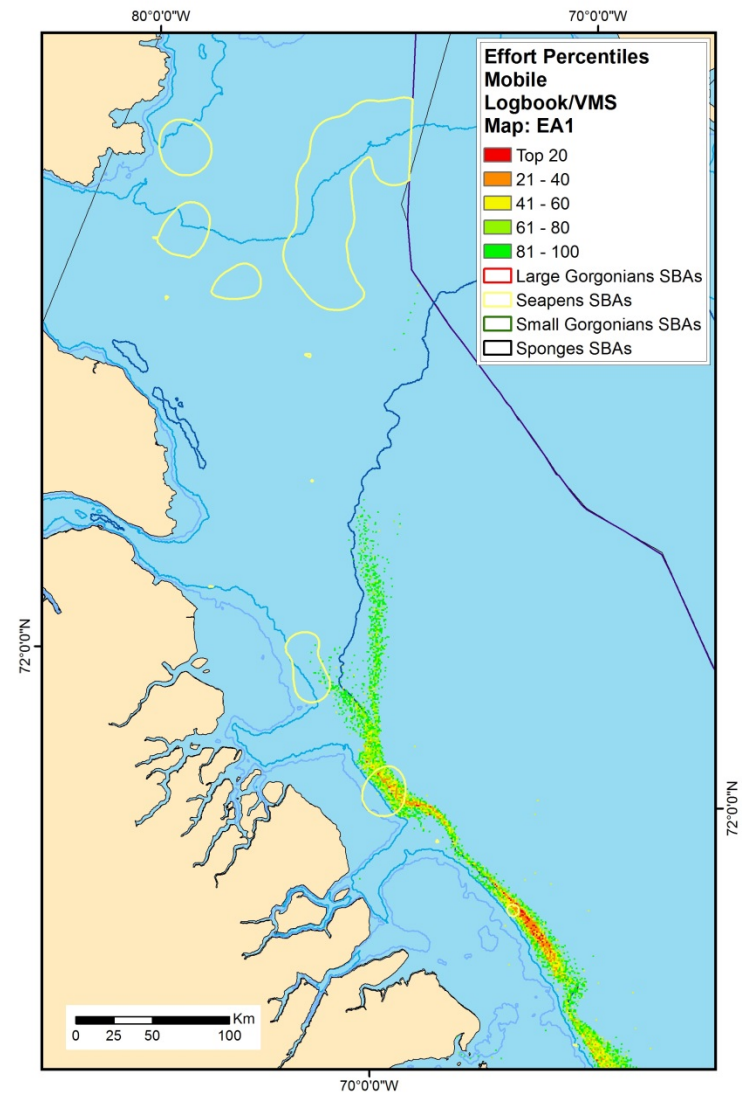 80°0'0"W
70°0'0"W
Effort Percentiles
Mobile
Logbook/VMS
Map: EA1
Top 20
21 - 40
41 - 60
61 - 80
81 - 100
Large Gorgonians SBAs
Seapens SBAs
Small Gorgonians SBAs
Sponges SBAs
72°0'0"N
72°0'0"N
Km
0 25 50 100
70°0'0"W